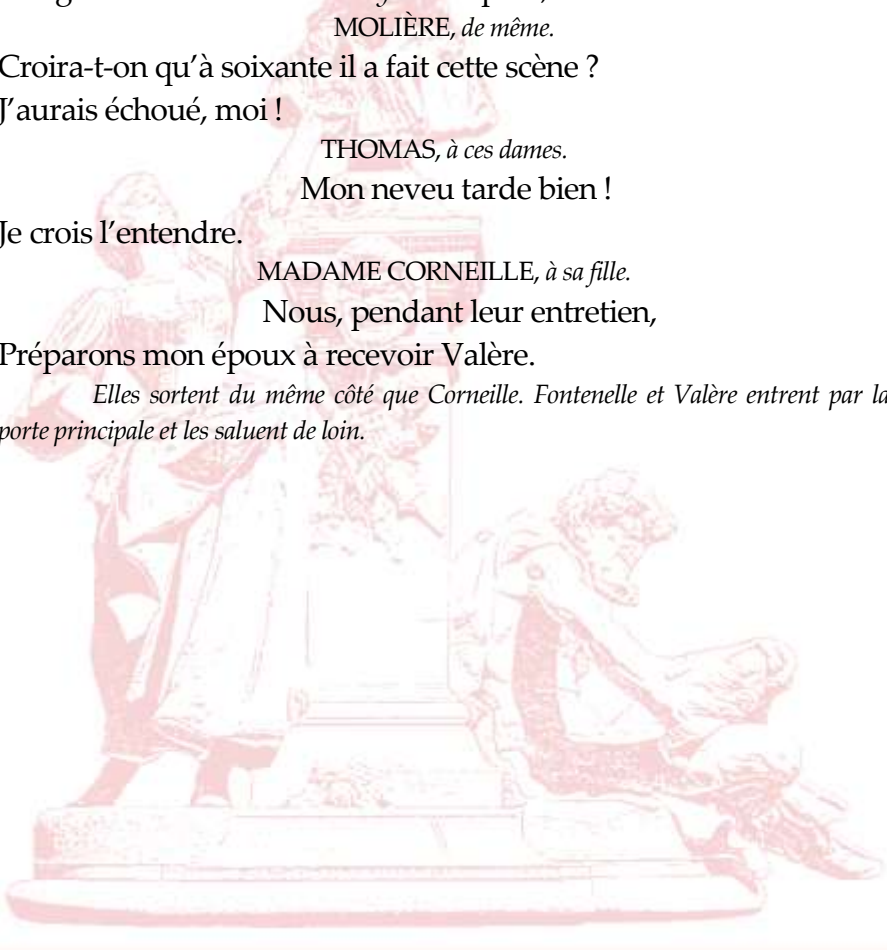 MOLIÈRE, de même.
Croira-t-on qu’à soixante il a fait cette scène ?
J’aurais échoué, moi !
THOMAS, à ces dames.
Mon neveu tarde bien !
Je crois l’entendre.
MADAME CORNEILLE, à sa fille.
Nous, pendant leur entretien,
Préparons mon époux à recevoir Valère.
Elles sortent du même côté que Corneille. Fontenelle et Valère entrent par la
porte principale et les saluent de loin.